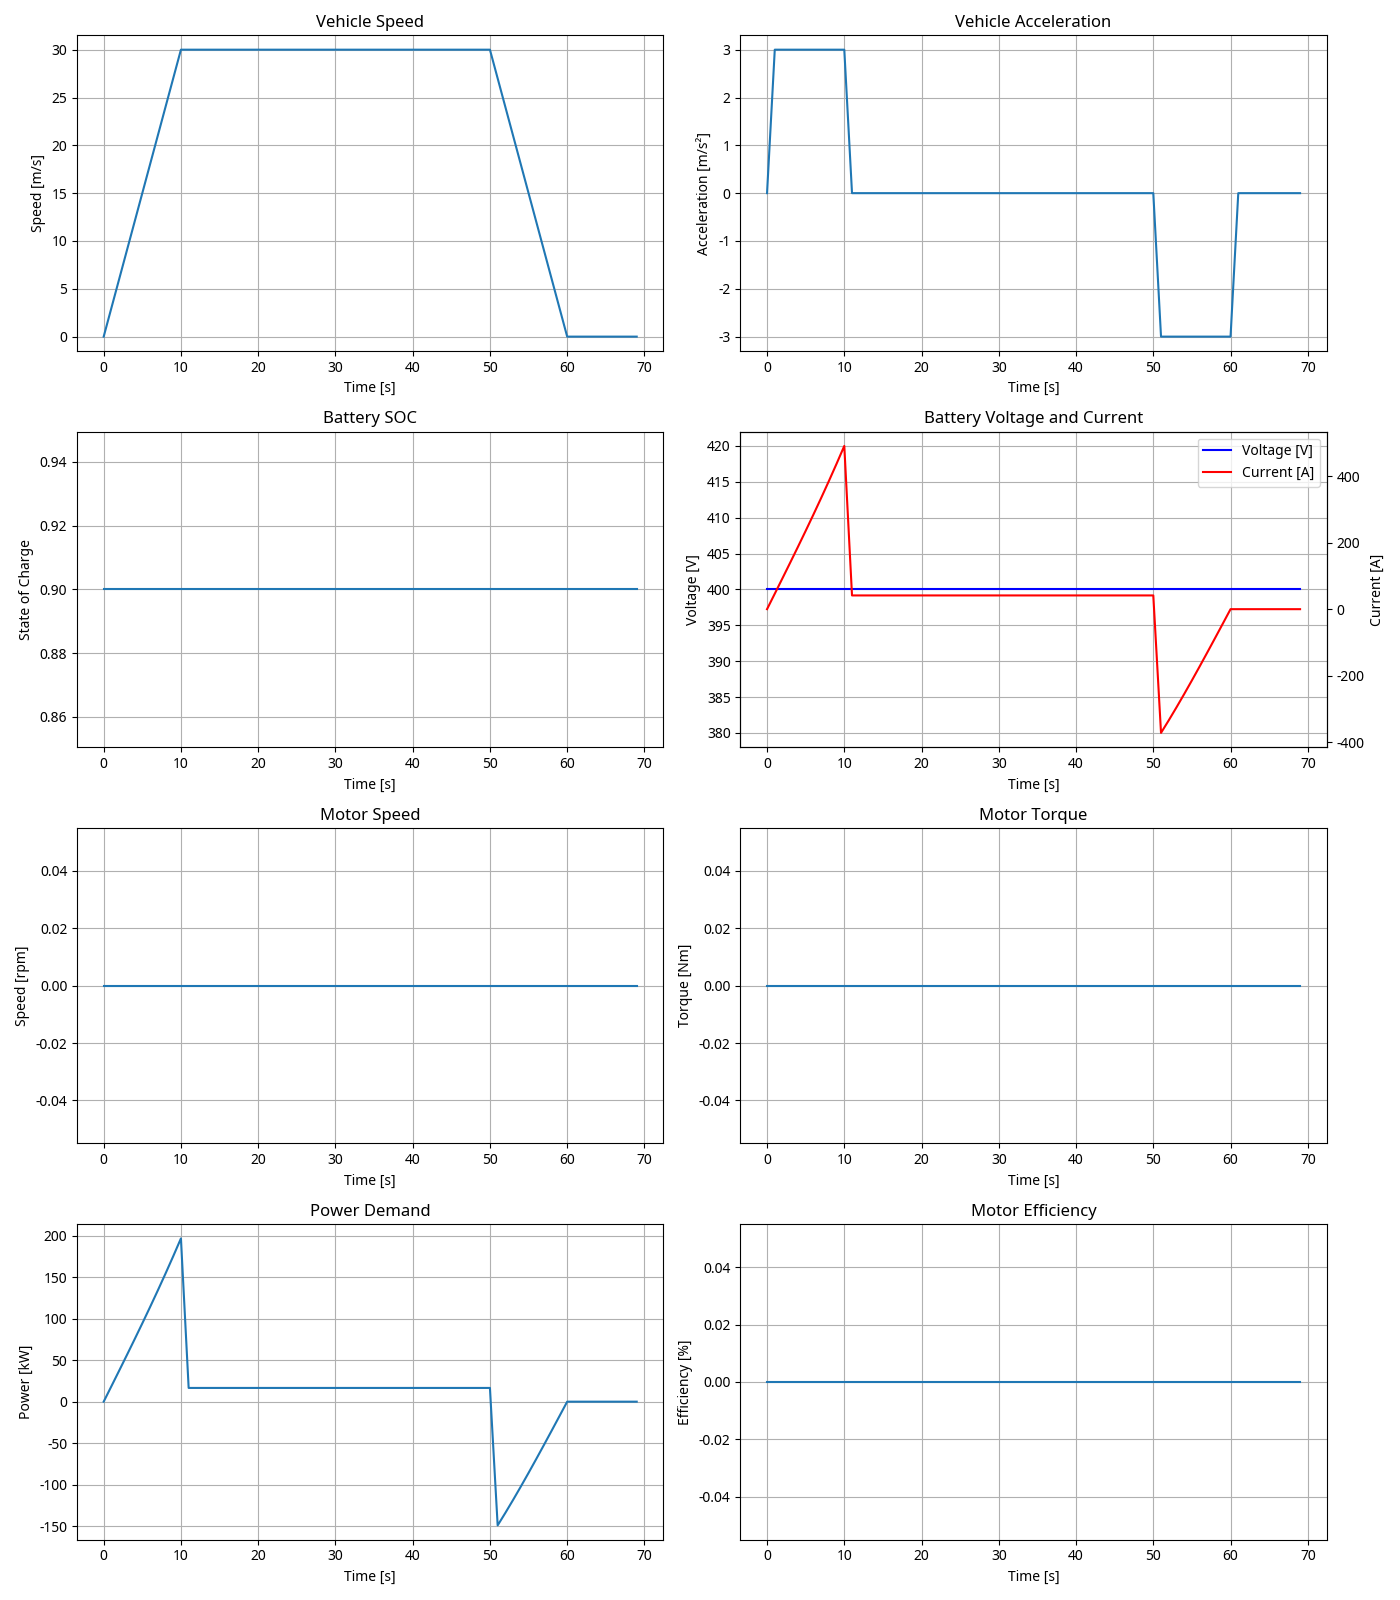 Vehicle Speed
Speed [m/s]
30
25
20
15
10
5
0
0 10 20 30 40 50 60 70
Time [s]
Vehicle Acceleration
Acceleration [m/s²]
3
2
1
0
-1
-2
-3
0 10 20 30 40 50 60 70
Time [s]
Battery SOC
State of Charge
0.94
0.92
0.90
0.88
0.86
0 10 20 30 40 50 60 70
Time [s]
Battery Voltage and Current
Voltage [V]
420
415
410
405
400
395
390
385
380
Voltage [V]
Current [A]
400
200
0
-200
-400
Current [A]
0 10 20 30 40 50 60 70
Time [s]
Motor Speed
Speed [rpm]
0.04
0.02
0.00
-0.02
-0.04
0 10 20 30 40 50 60 70
Time [s]
Motor Torque
Torque [Nm]
0.04
0.02
0.00
-0.02
-0.04
0 10 20 30 40 50 60 70
Time [s]
Power Demand
Power [kW]
200
150
100
50
0
-50
-100
-150
0 10 20 30 40 50 60 70
Time [s]
Motor Efficiency
Efficiency [%]
0.04
0.02
0.00
-0.02
-0.04
0 10 20 30 40 50 60 70
Time [s]